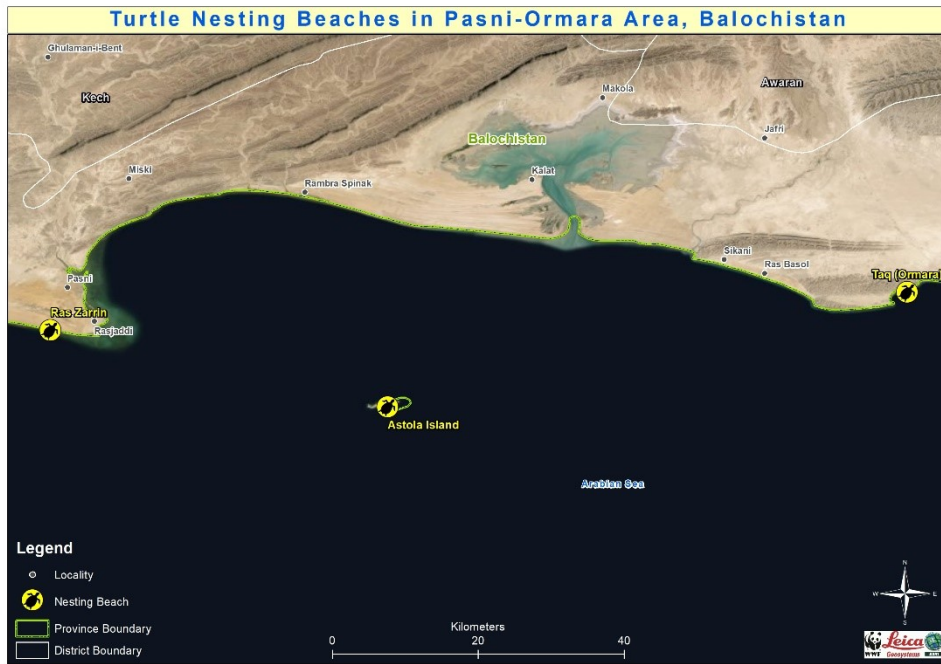 Turtle Nesting Beaches in Pasni-Ormara Area, Balochistan
Ghulaman-i-Bent
Kech
Makola
Awaran
Jafri
Balochistan
Miski
Kalat
Rambra Spinak
Sikani
Pasni
Ras Basol
Taq (Ormara)
Ras Zarrin
Rasjaddi
Astola Island
Arabian Sea
Legend
Locality
Nesting Beach
Province Boundary
District Boundary
Kilometers
0 20 40
N
W E
S
WWF
Leica
Geosystems